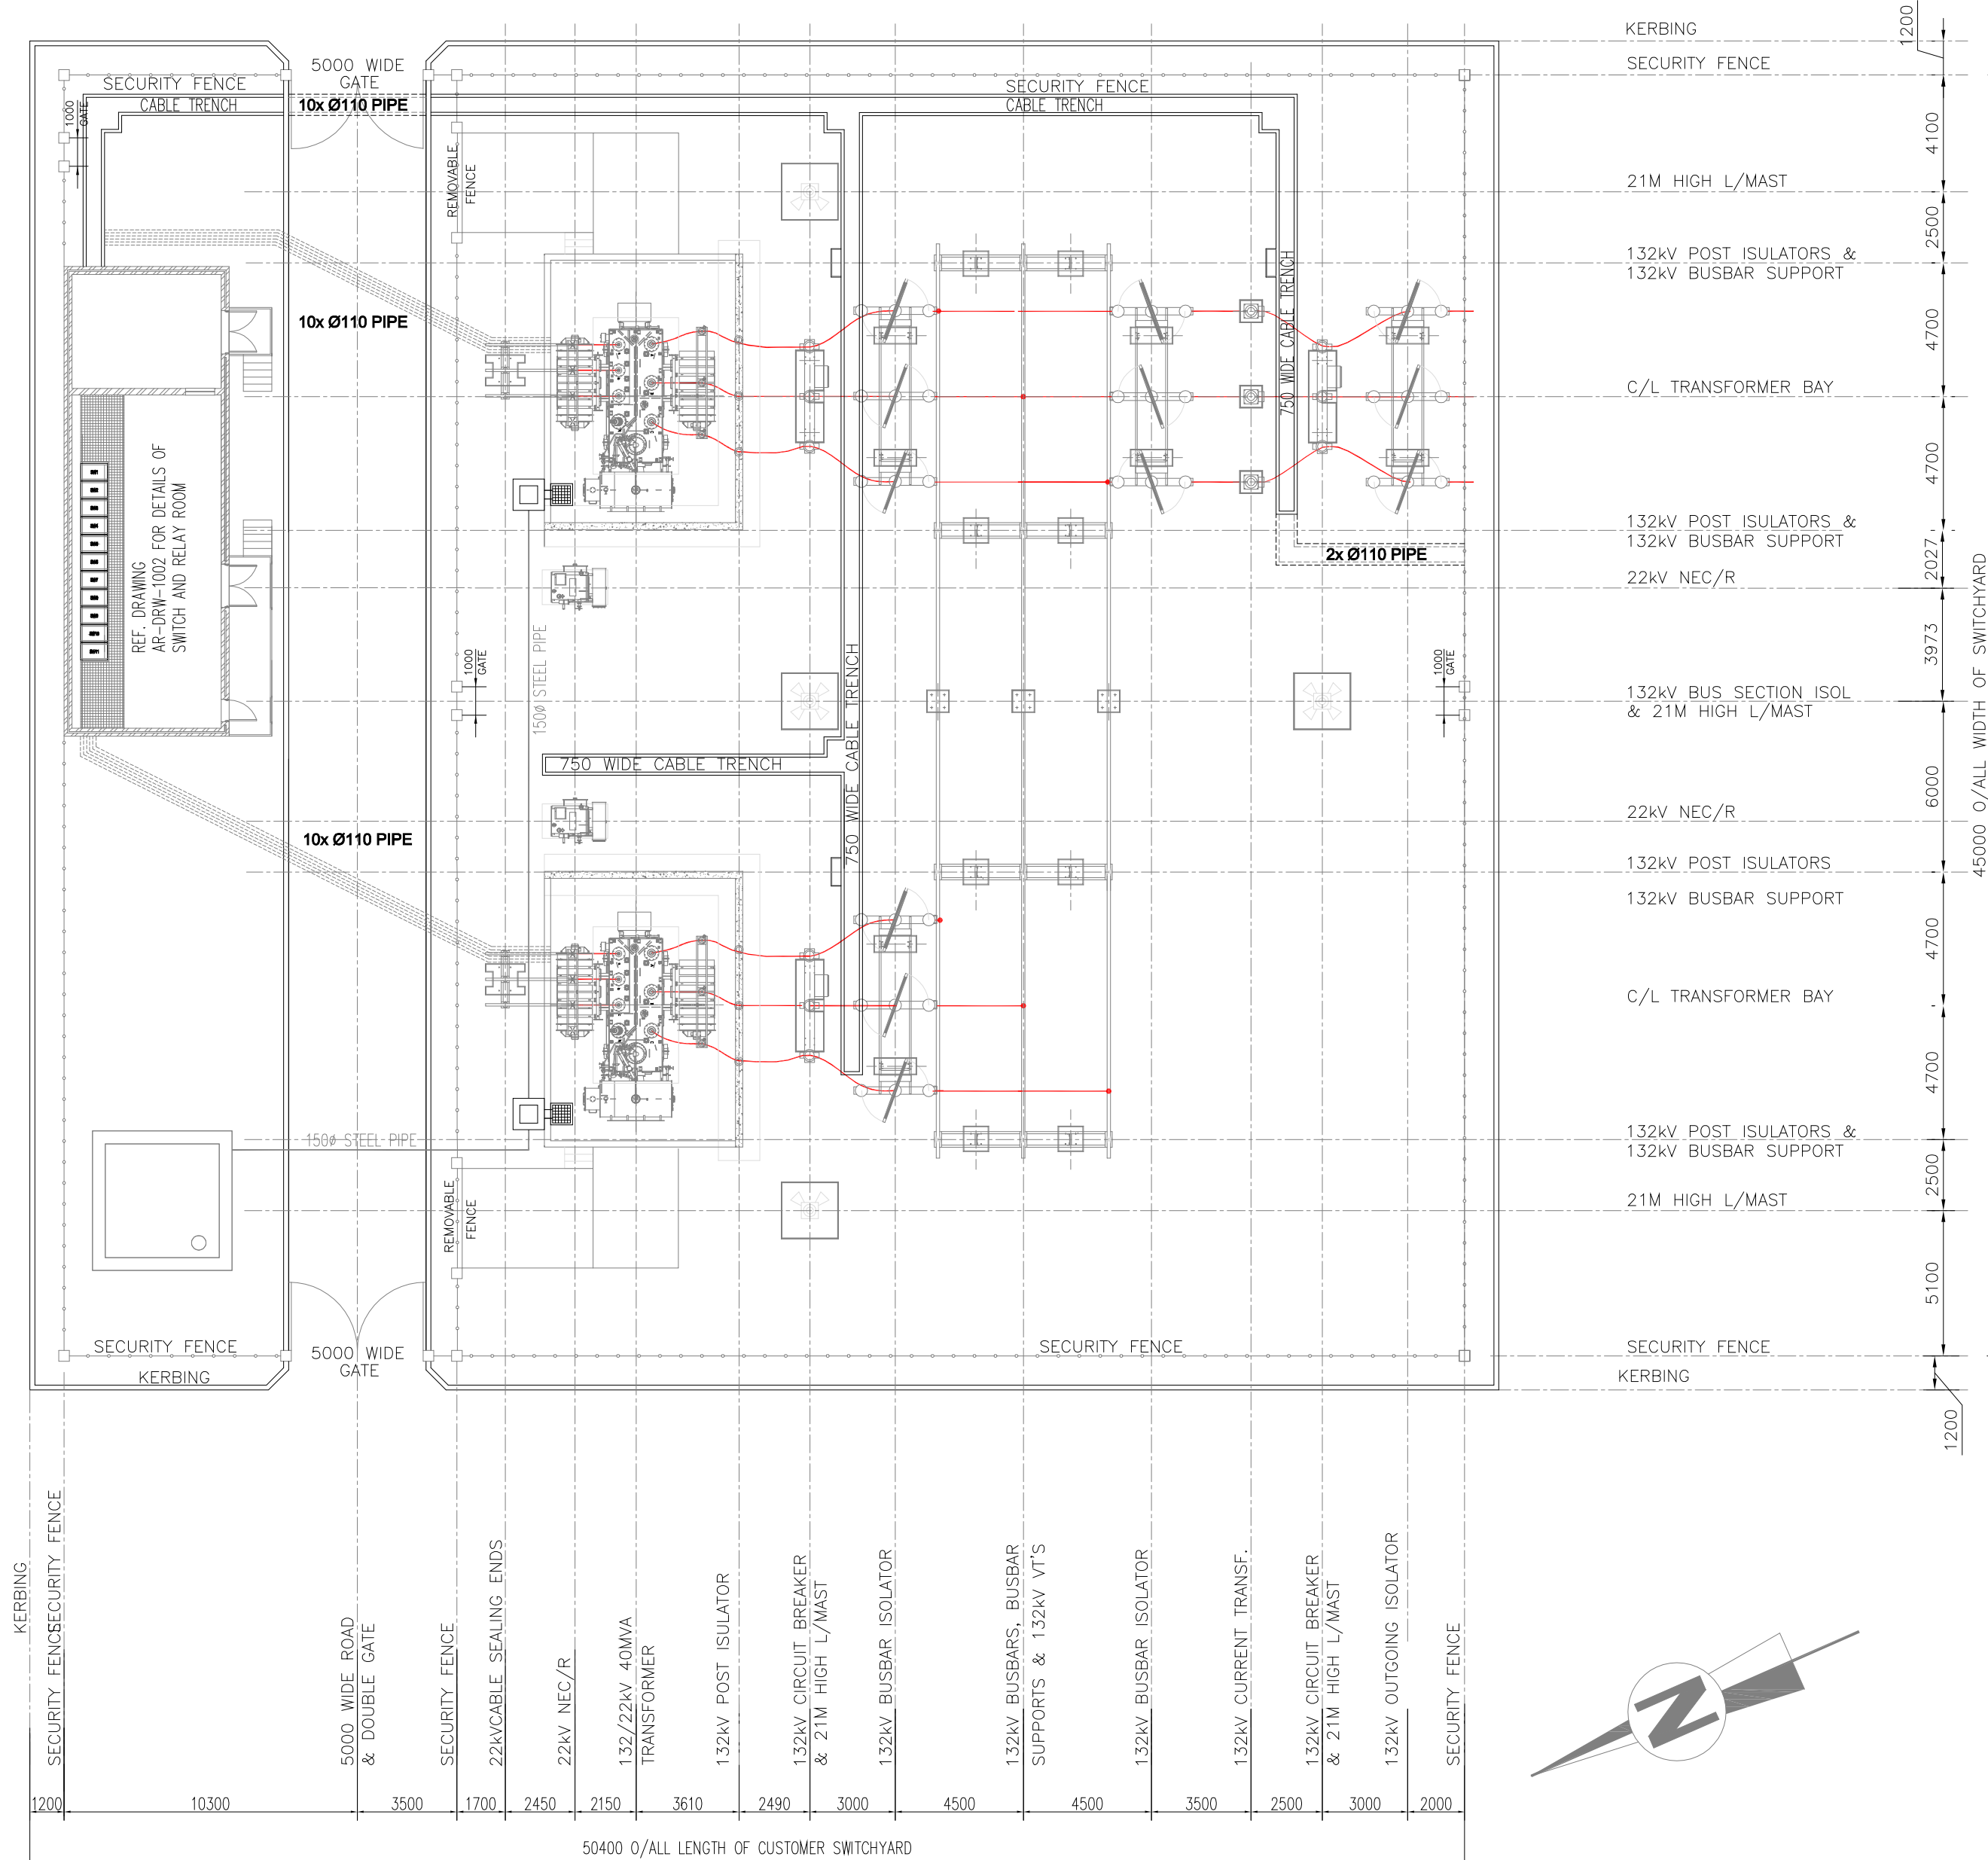 KERBING
1200
SECURITY FENCE
5000 WIDE
GATE
SECURITY FENCE
SECURITY FENCE
1000
GATE
CABLE TRENCH
10x Ø110 PIPE
CABLE TRENCH
4100
REMOVABLE
FENCE
21M HIGH L/MAST
2500
132kV POST ISULATORS &
132kV BUSBAR SUPPORT
750 WIDE CABLE TRENCH
10x Ø110 PIPE
4700
C/L TRANSFORMER BAY
4700
REF. DRAWING
AR-DRW-1002 FOR DETAILS OF
SWITCH AND RELAY ROOM
132kV POST ISULATORS &
132kV BUSBAR SUPPORT
2x Ø110 PIPE
2027
22kV NEC/R
45000 O/ALL WIDTH OF SWITCHYARD
3973
150ø STEEL PIPE
1000
GATE
1000
GATE
132kV BUS SECTION ISOL
& 21M HIGH L/MAST
750 WIDE CABLE TRENCH
750 WIDE CABLE TRENCH
6000
22kV NEC/R
10x Ø110 PIPE
132kV POST ISULATORS
132kV BUSBAR SUPPORT
4700
C/L TRANSFORMER BAY
4700
150ø STEEL PIPE
132kV POST ISULATORS &
132kV BUSBAR SUPPORT
2500
REMOVABLE
FENCE
21M HIGH L/MAST
5100
SECURITY FENCE
5000 WIDE
GATE
SECURITY FENCE
SECURITY FENCE
KERBING
KERBING
1200
KERBING
SECURITY FENCE
SECURITY FENCE
5000 WIDE ROAD
& DOUBLE GATE
SECURITY FENCE
22kVCABLE SEALING ENDS
22kV NEC/R
132/22kV 40MVA
TRANSFORMER
132kV POST ISULATOR
132kV CIRCUIT BREAKER
& 21M HIGH L/MAST
132kV BUSBAR ISOLATOR
132kV BUSBARS, BUSBAR
SUPPORTS & 132kV VT'S
132kV BUSBAR ISOLATOR
132kV CURRENT TRANSF.
132kV CIRCUIT BREAKER
& 21M HIGH L/MAST
132kV OUTGOING ISOLATOR
SECURITY FENCE
N
1200 10300 3500 1700 2450 2150 3610 2490 3000 4500 4500 3500 2500 3000 2000
50400 O/ALL LENGTH OF CUSTOMER SWITCHYARD